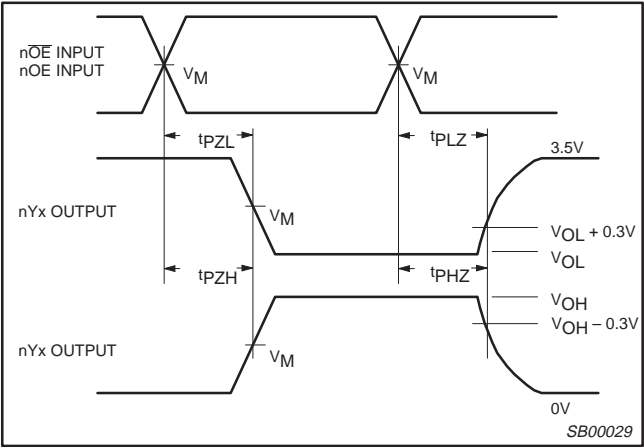 nO̅E̅ INPUT
nOE INPUT
VM
VM
tPZL
tPLZ
3.5V
nYx OUTPUT
VM
VOL + 0.3V
VOL
tPZH
tPHZ
VOH
VOH – 0.3V
nYx OUTPUT
VM
0V
SB00029